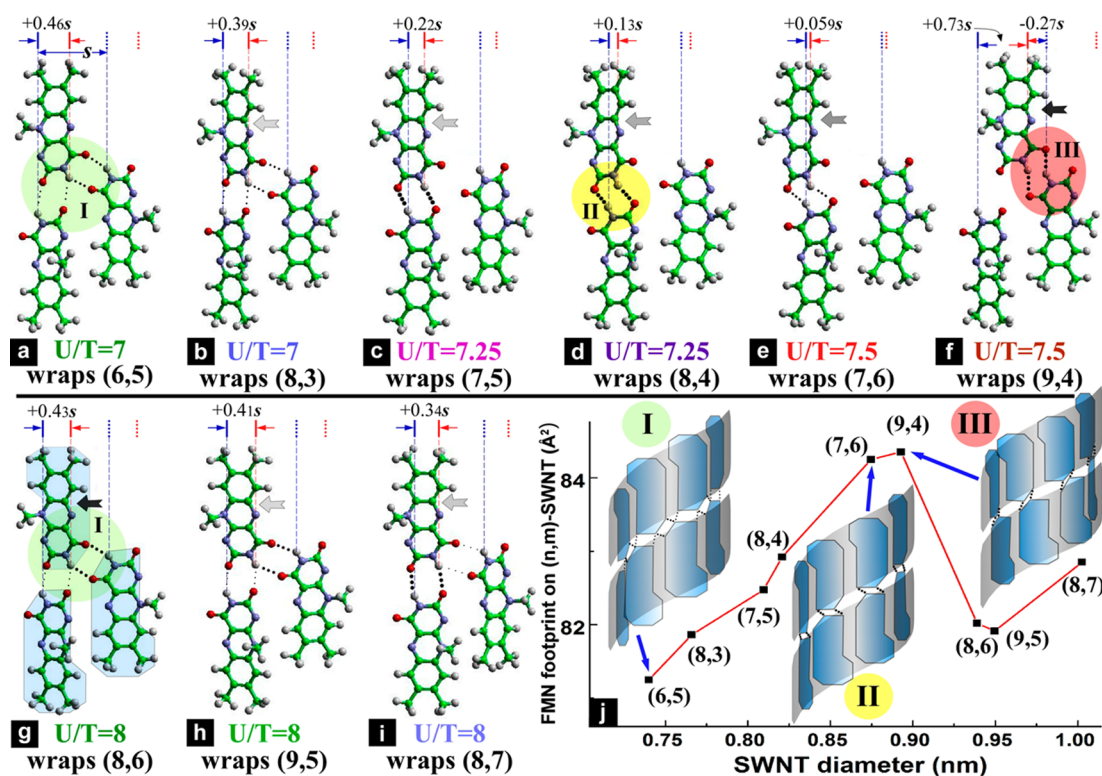 +0.46s
+0.39s
+0.22s
+0.13s
+0.059s
+0.73s
-0.27s
s
I
II
III
a U/T=7
wraps (6,5)
b U/T=7
wraps (8,3)
c U/T=7.25
wraps (7,5)
d U/T=7.25
wraps (8,4)
e U/T=7.5
wraps (7,6)
f U/T=7.5
wraps (9,4)
+0.43s
+0.41s
+0.34s
I
g U/T=8
wraps (8,6)
h U/T=8
wraps (9,5)
i U/T=8
wraps (8,7)
FMN footprint on (n,m)-SWNT (Å²)
84
82
I
III
(7,6)
(9,4)
(8,4)
(7,5)
(8,3)
(8,7)
(8,6)
(9,5)
(6,5)
II
j
0.75
0.80
0.85
0.90
0.95
1.00
SWNT diameter (nm)